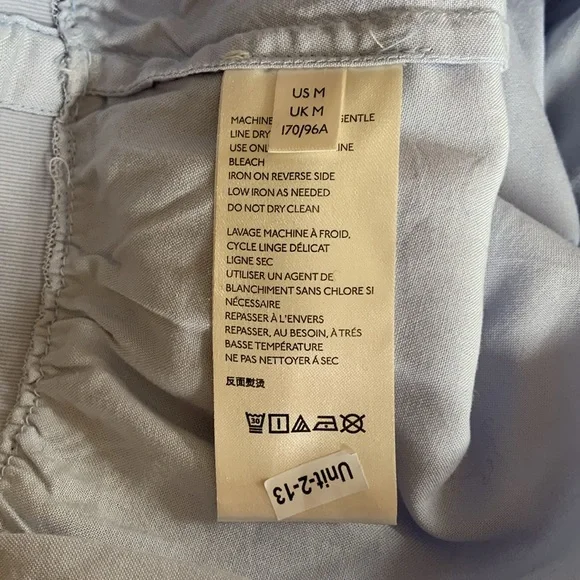 US M
UK M
170/96A
MACHINE GENTLE
LINE DRY
USE
BLEACH
IRON ON REVERSE SIDE
LOW IRON AS NEEDED
DO NOT DRY CLEAN
LAVAGE MACHINE À FROID,
CYCLE LINGE DÉLICAT
LIGNE SEC
UTILISER UN AGENT DE
BLANCHIMENT SANS CHLORE SI
NÉCESSAIRE
REPASSER À L'ENVERS
REPASSER, AU BESOIN, À TRÉS
BASSE TEMPÉRATURE
NE PAS NETTOYER Á SEC
反面熨烫
30
Unit-2-13